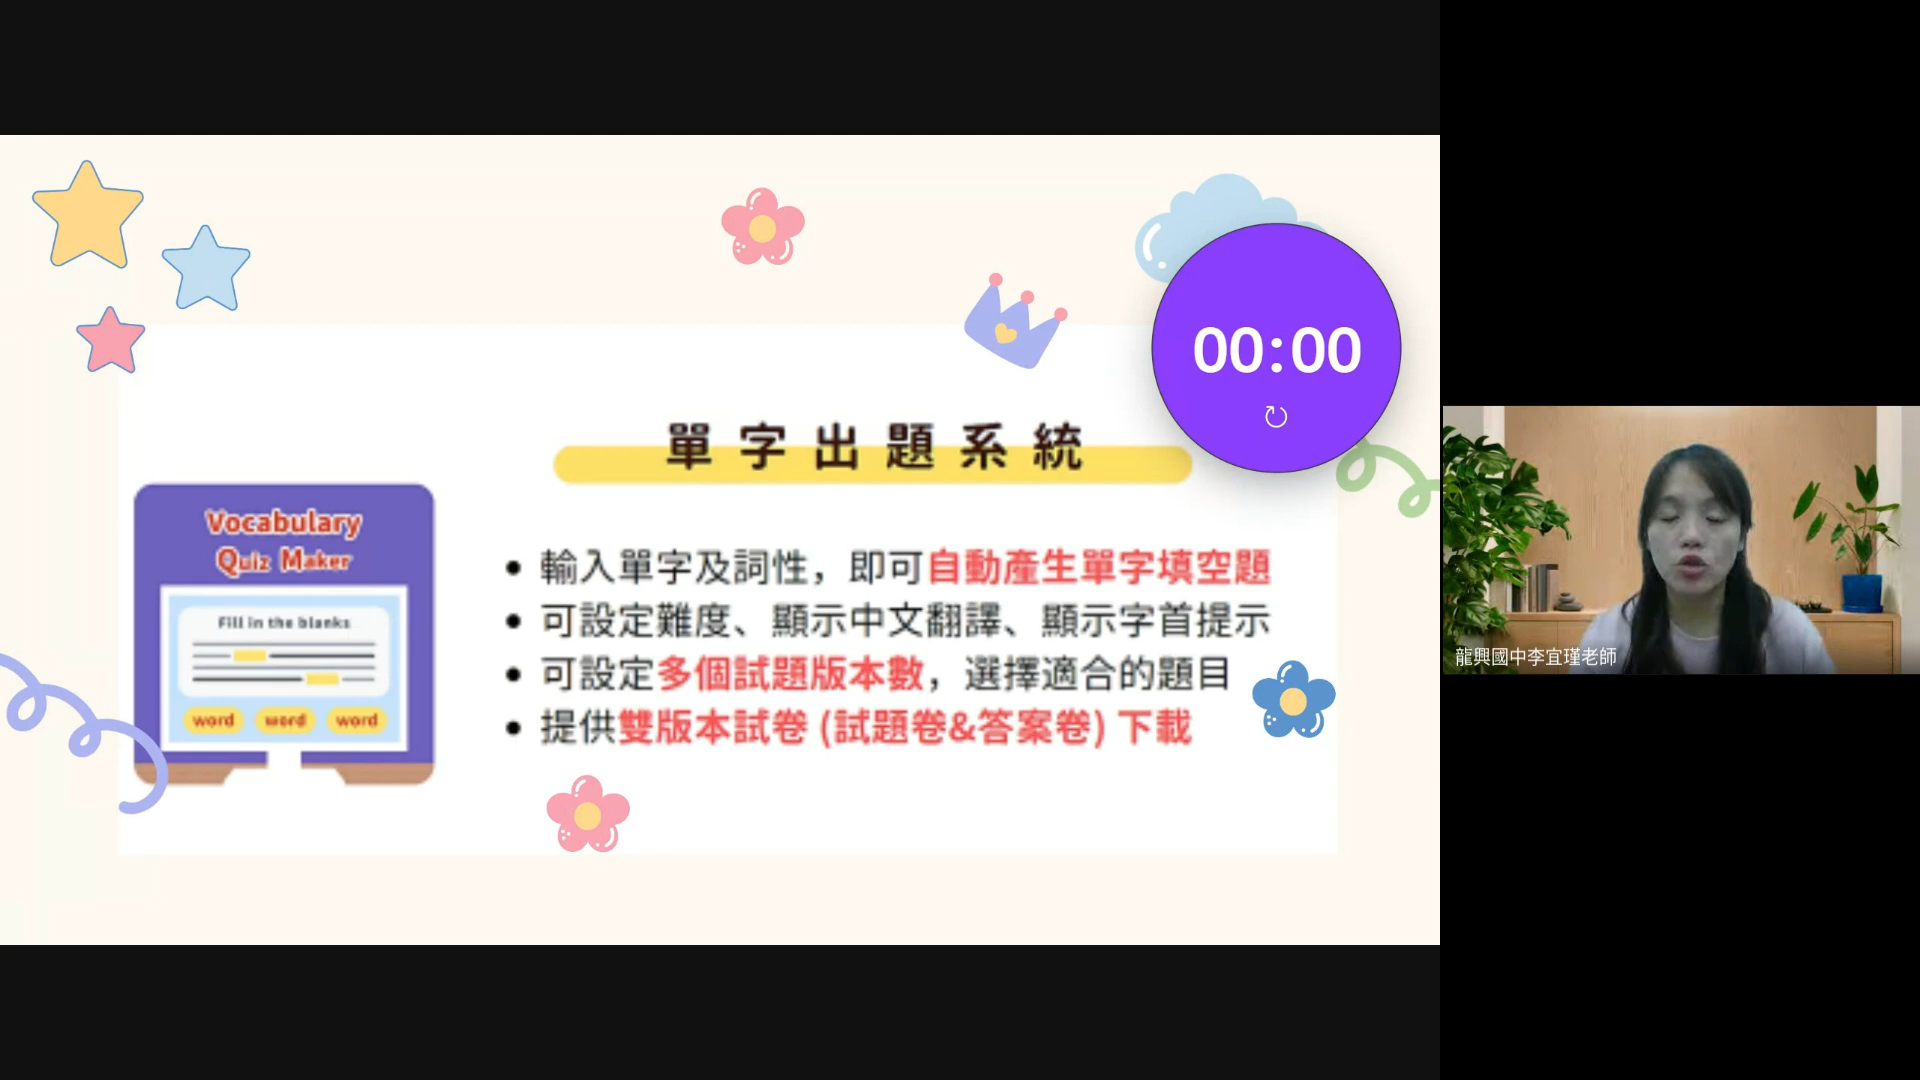 單字出題系統
00:00
Vocabulary
Quiz Maker
Fill in the blanks
word word word
• 輸入單字及詞性，即可自動產生單字填空題
• 可設定難度、顯示中文翻譯、顯示字首提示
• 可設定多個試題版本數，選擇適合的題目
• 提供雙版本試卷 (試題卷&答案卷) 下載
龍興國中李宜瑾老師